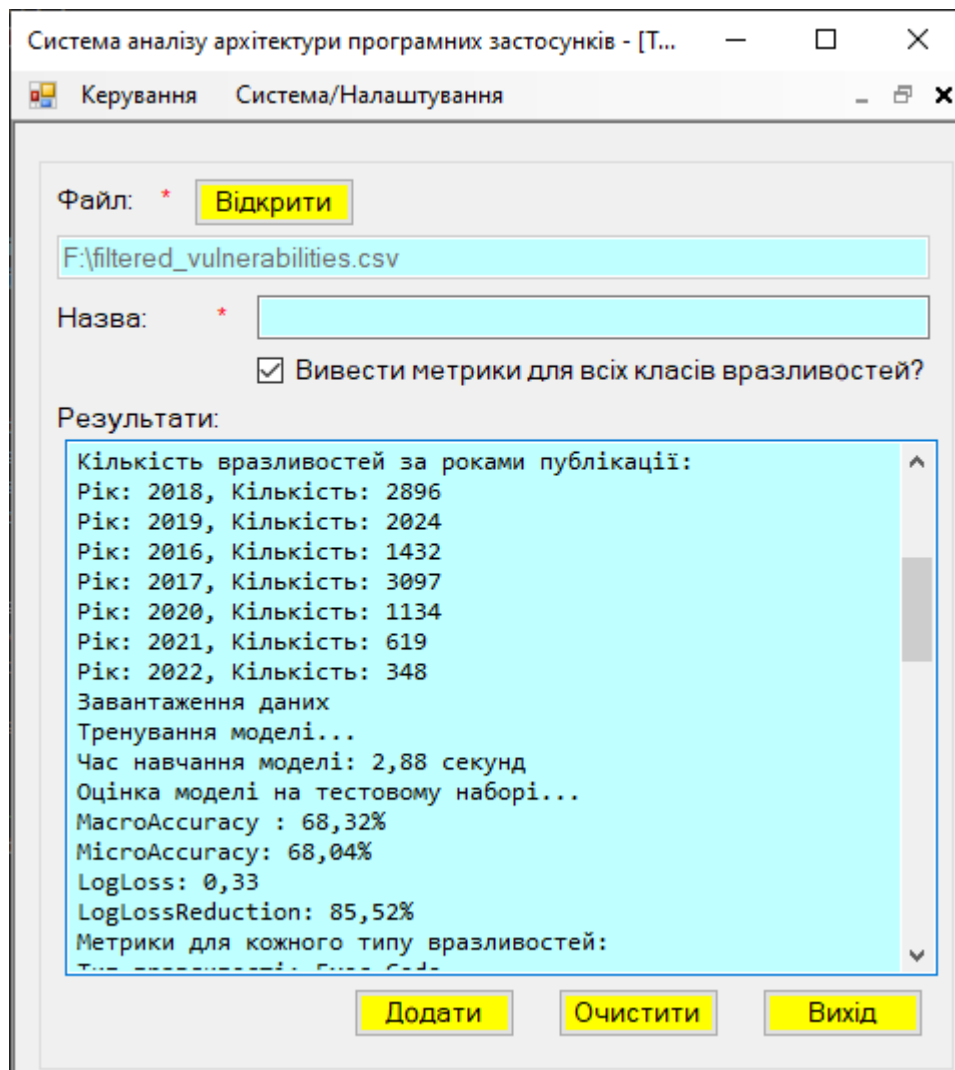 Система аналізу архітектури програмних застосунків - [Т...
Керування Система/Налаштування
Файл: * Відкрити
F:\filtered_vulnerabilities.csv
Назва: *
Вивести метрики для всіх класів вразливостей?
Результати:
Кількість вразливостей за роками публікації:
Рік: 2018, Кількість: 2896
Рік: 2019, Кількість: 2024
Рік: 2016, Кількість: 1432
Рік: 2017, Кількість: 3097
Рік: 2020, Кількість: 1134
Рік: 2021, Кількість: 619
Рік: 2022, Кількість: 348
Завантаження даних
Тренування моделі...
Час навчання моделі: 2,88 секунд
Оцінка моделі на тестовому наборі...
MacroAccuracy : 68,32%
MicroAccuracy: 68,04%
LogLoss: 0,33
LogLossReduction: 85,52%
Метрики для кожного типу вразливостей:
Додати Очистити Вихід